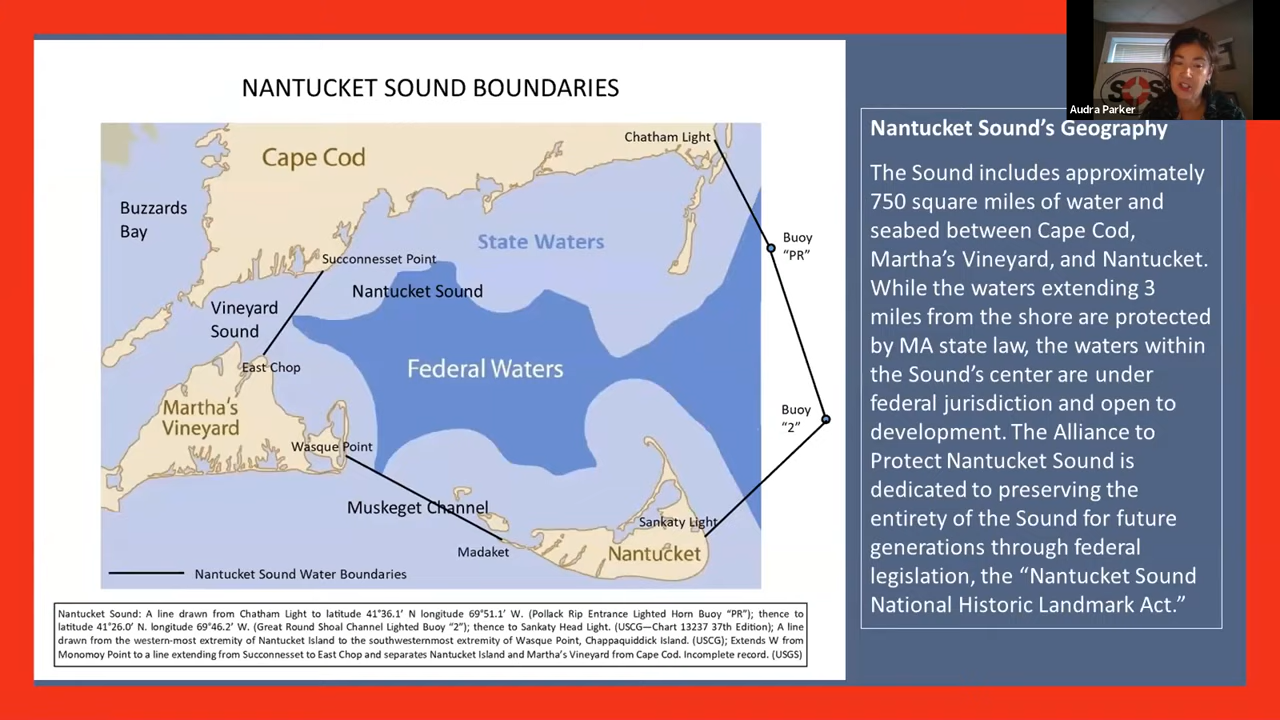 NANTUCKET SOUND BOUNDARIES
Chatham Light
Cape Cod
Buzzards
Bay
Buoy
“PR”
State Waters
Succonnesset Point
Nantucket Sound
Vineyard
Sound
East Chop
Federal Waters
Martha’s
Vineyard
Buoy
“2”
Wasque Point
Muskeget Channel
Sankaty Light
Madaket
Nantucket
Nantucket Sound Water Boundaries
Nantucket Sound: A line drawn from Chatham Light to latitude 41°36.1’ N longitude 69°51.1’ W. (Pollack Rip Entrance Lighted Horn Buoy “PR”); thence to
latitude 41°26.0’ N. longitude 69°46.2’ W. (Great Round Shoal Channel Lighted Buoy “2”); thence to Sankaty Head Light. (USCG—Chart 13237 37th Edition); A line
drawn from the western-most extremity of Nantucket Island to the southwesternmost extremity of Wasque Point, Chappaquiddick Island. (USCG); Extends W from
Monomoy Point to a line extending from Succonnesset to East Chop and separates Nantucket Island and Martha’s Vineyard from Cape Cod. Incomplete record. (USGS)
SOS
Audra Parker
Nantucket Sound’s Geography
The Sound includes approximately
750 square miles of water and
seabed between Cape Cod,
Martha’s Vineyard, and Nantucket.
While the waters extending 3
miles from the shore are protected
by MA state law, the waters within
the Sound’s center are under
federal jurisdiction and open to
development. The Alliance to
Protect Nantucket Sound is
dedicated to preserving the
entirety of the Sound for future
generations through federal
legislation, the “Nantucket Sound
National Historic Landmark Act.”